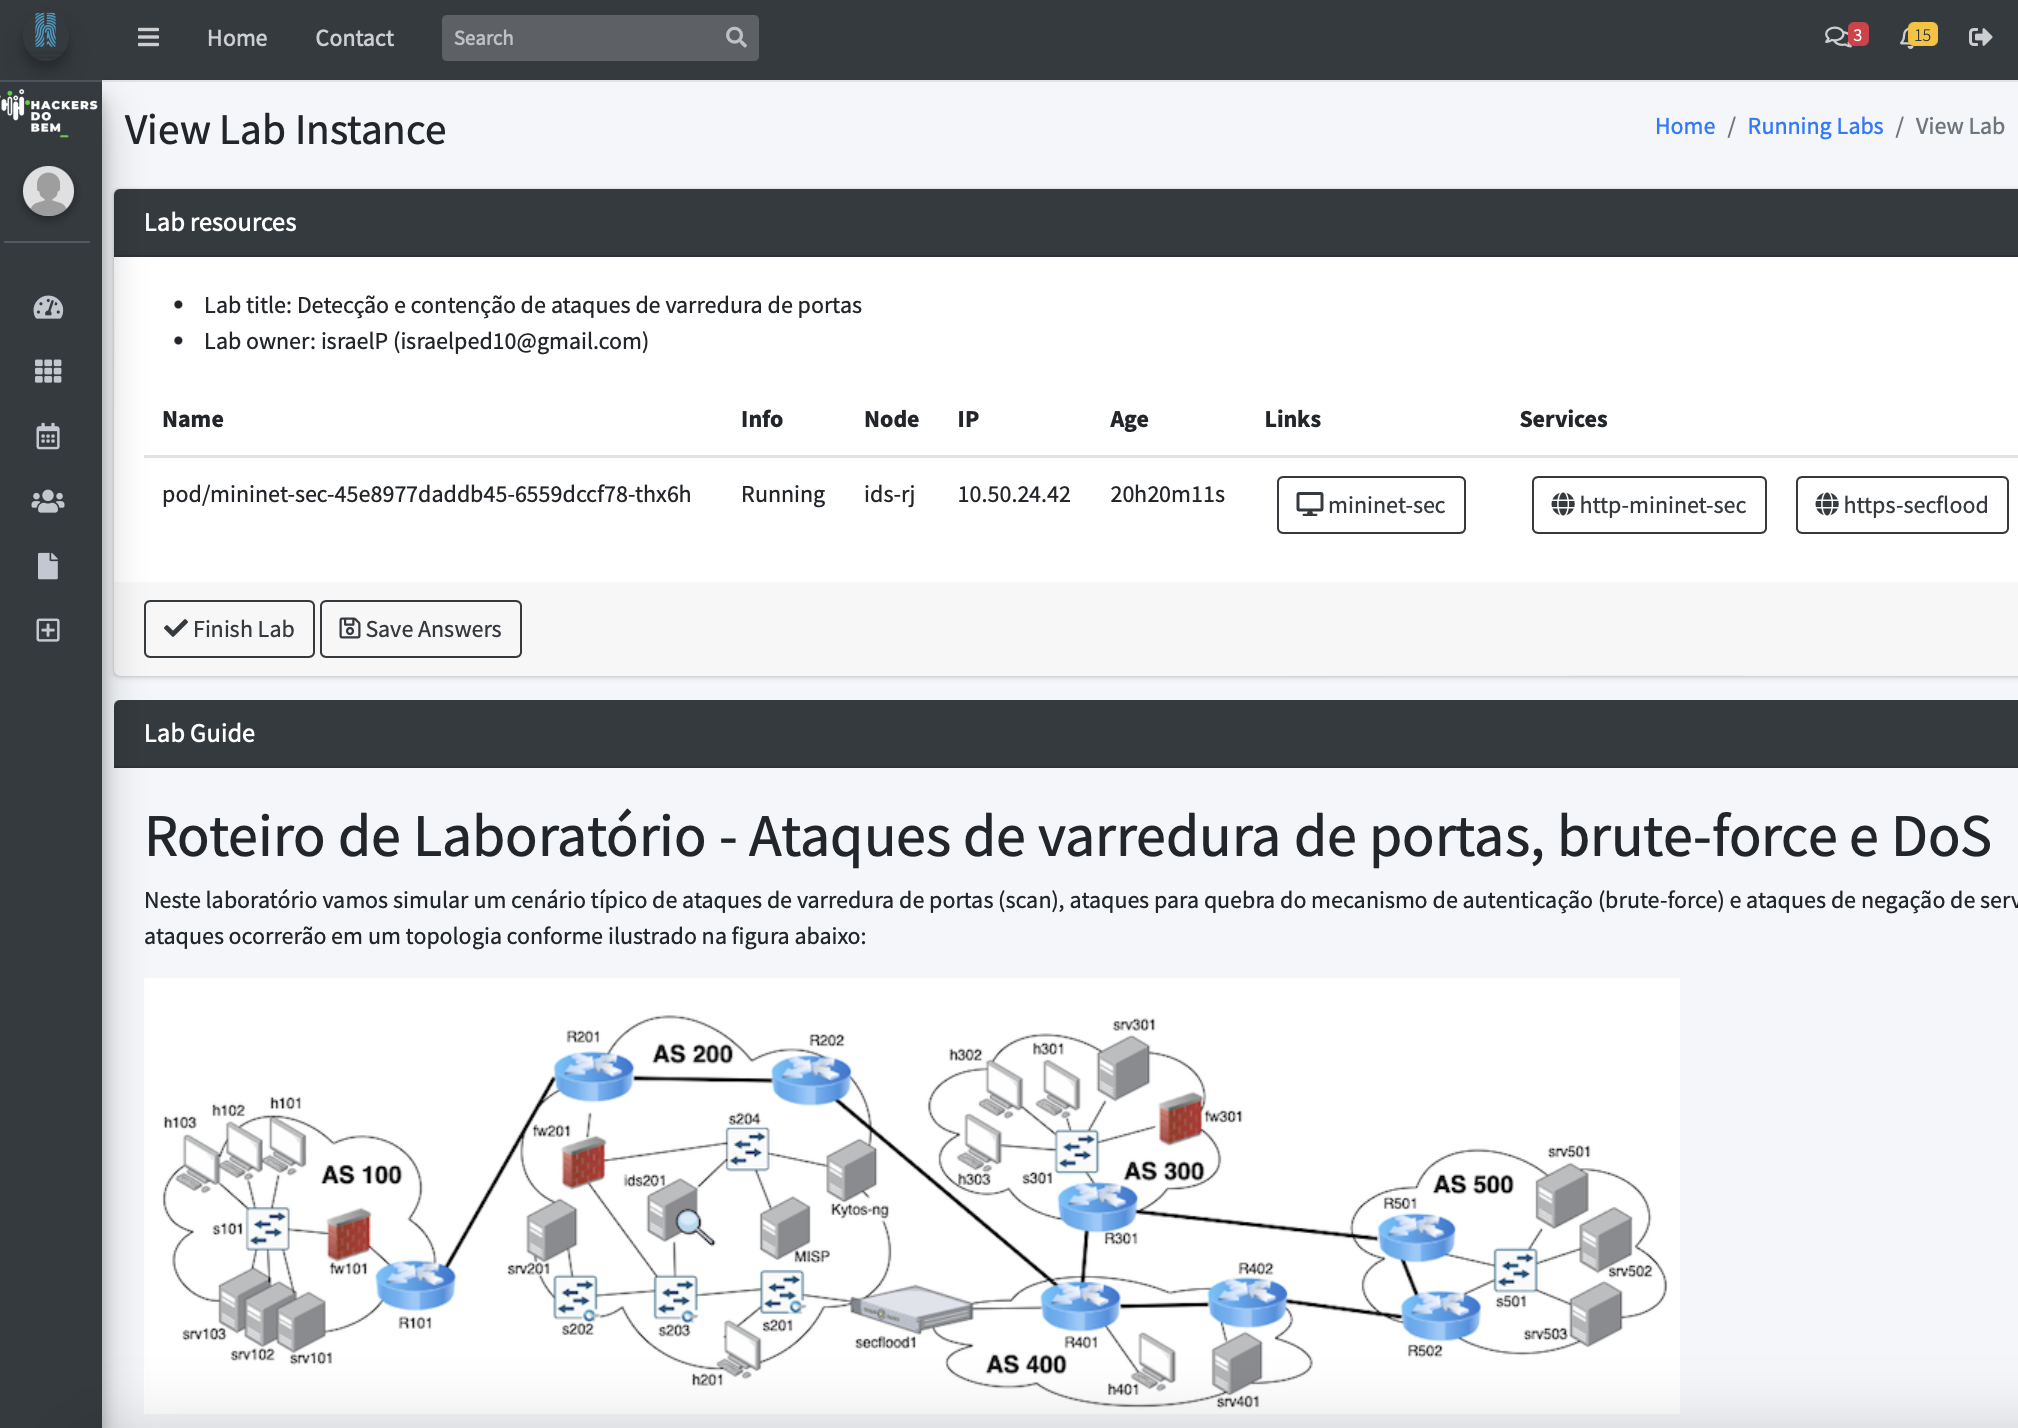 Home
Contact
Search
3
15
HACKERS
DO
BEM_
View Lab Instance
Home / Running Labs / View Lab
Lab resources
• Lab title: Detecção e contenção de ataques de varredura de portas
• Lab owner: israelP (israelped10@gmail.com)
Name Info Node IP Age Links Services
pod/mininet-sec-45e8977daddb45-6559dccf78-thx6h Running ids-rj 10.50.24.42 20h20m11s mininet-sec http-mininet-sec https-secflood
Finish Lab
Save Answers
Lab Guide
Roteiro de Laboratório - Ataques de varredura de portas, brute-force e DoS
Neste laboratório vamos simular um cenário típico de ataques de varredura de portas (scan), ataques para quebra do mecanismo de autenticação (brute-force) e ataques de negação de serv
ataques ocorrerão em um topologia conforme ilustrado na figura abaixo:
h103
h102
h101
AS 100
s101
fw101
srv103
srv102
srv101
R101
R201
AS 200
R202
fw201
s204
ids201
Kytos-ng
MISP
srv201
s202
s203
s201
h201
secflood1
srv301
h302
h301
fw301
h303
s301
AS 300
R301
R402
R401
AS 400
h401
srv401
srv501
AS 500
R501
srv502
s501
srv503
R502